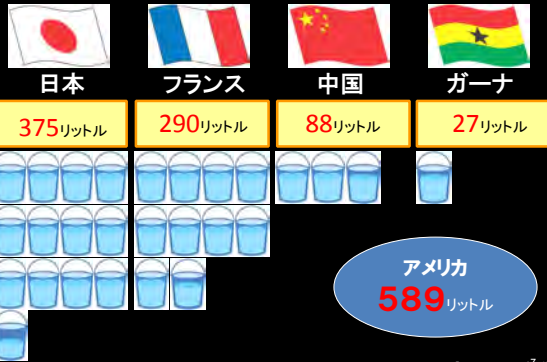 日本
フランス
中国
ガーナ
375リットル
290リットル
88リットル
27リットル
アメリカ
589リットル
7